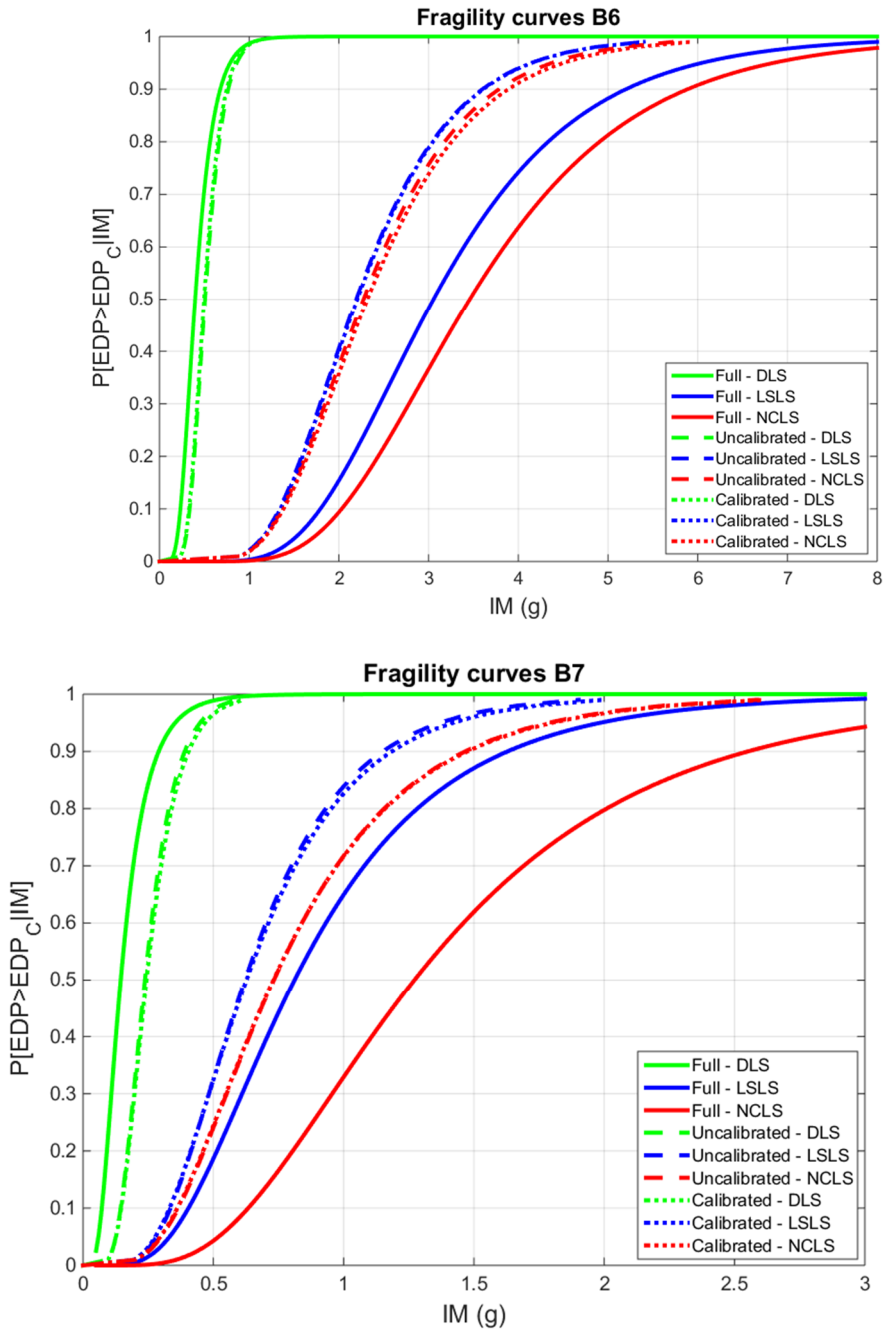 Fragility curves B6
1
0.9
0.8
0.7
0.6
0.5
0.4
0.3
0.2
0.1
0
P[EDP>EDP_C|IM]
0 1 2 3 4 5 6 7 8
IM (g)
Full - DLS
Full - LSLS
Full - NCLS
Uncalibrated - DLS
Uncalibrated - LSLS
Uncalibrated - NCLS
Calibrated - DLS
Calibrated - LSLS
Calibrated - NCLS
Fragility curves B7
1
0.9
0.8
0.7
0.6
0.5
0.4
0.3
0.2
0.1
0
P[EDP>EDP_C|IM]
0 0.5 1 1.5 2 2.5 3
IM (g)
Full - DLS
Full - LSLS
Full - NCLS
Uncalibrated - DLS
Uncalibrated - LSLS
Uncalibrated - NCLS
Calibrated - DLS
Calibrated - LSLS
Calibrated - NCLS